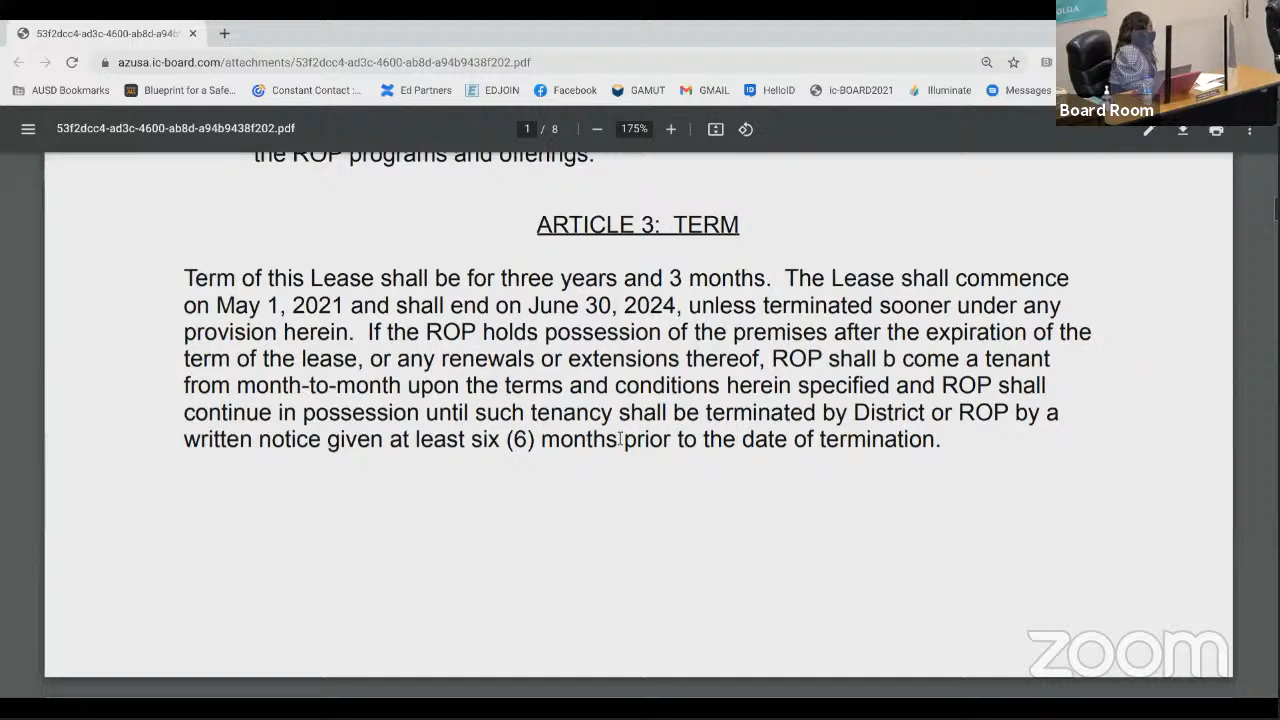 53f2dcc4-ad3c-4600-ab8d-a94b9
azusa.ic-board.com/attachments/53f2dcc4-ad3c-4600-ab8d-a94b9438f202.pdf
AUSD Bookmarks Blueprint for a Safe... Constant Contact :... Ed Partners EDJOIN Facebook GAMUT GMAIL HelloID ic-BOARD2021 Illuminate Messages
Board Room
53f2dcc4-ad3c-4600-ab8d-a94b9438f202.pdf 1 / 8 175%
the ROP programs and offerings.
ARTICLE 3: TERM
Term of this Lease shall be for three years and 3 months. The Lease shall commence
on May 1, 2021 and shall end on June 30, 2024, unless terminated sooner under any
provision herein. If the ROP holds possession of the premises after the expiration of the
term of the lease, or any renewals or extensions thereof, ROP shall b come a tenant
from month-to-month upon the terms and conditions herein specified and ROP shall
continue in possession until such tenancy shall be terminated by District or ROP by a
written notice given at least six (6) months prior to the date of termination.
zoom